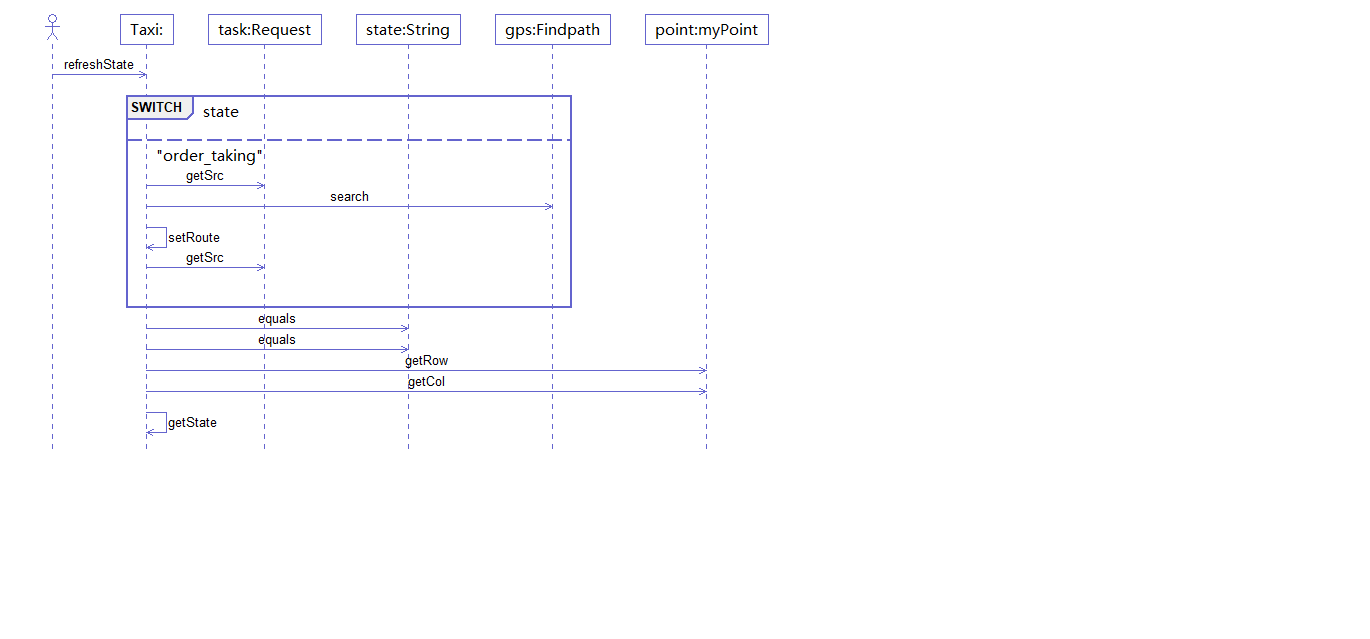 Taxi:
task:Request
state:String
gps:Findpath
point:myPoint
refreshState
SWITCH
state
"order_taking"
getSrc
search
setRoute
getSrc
equals
equals
getRow
getCol
getState